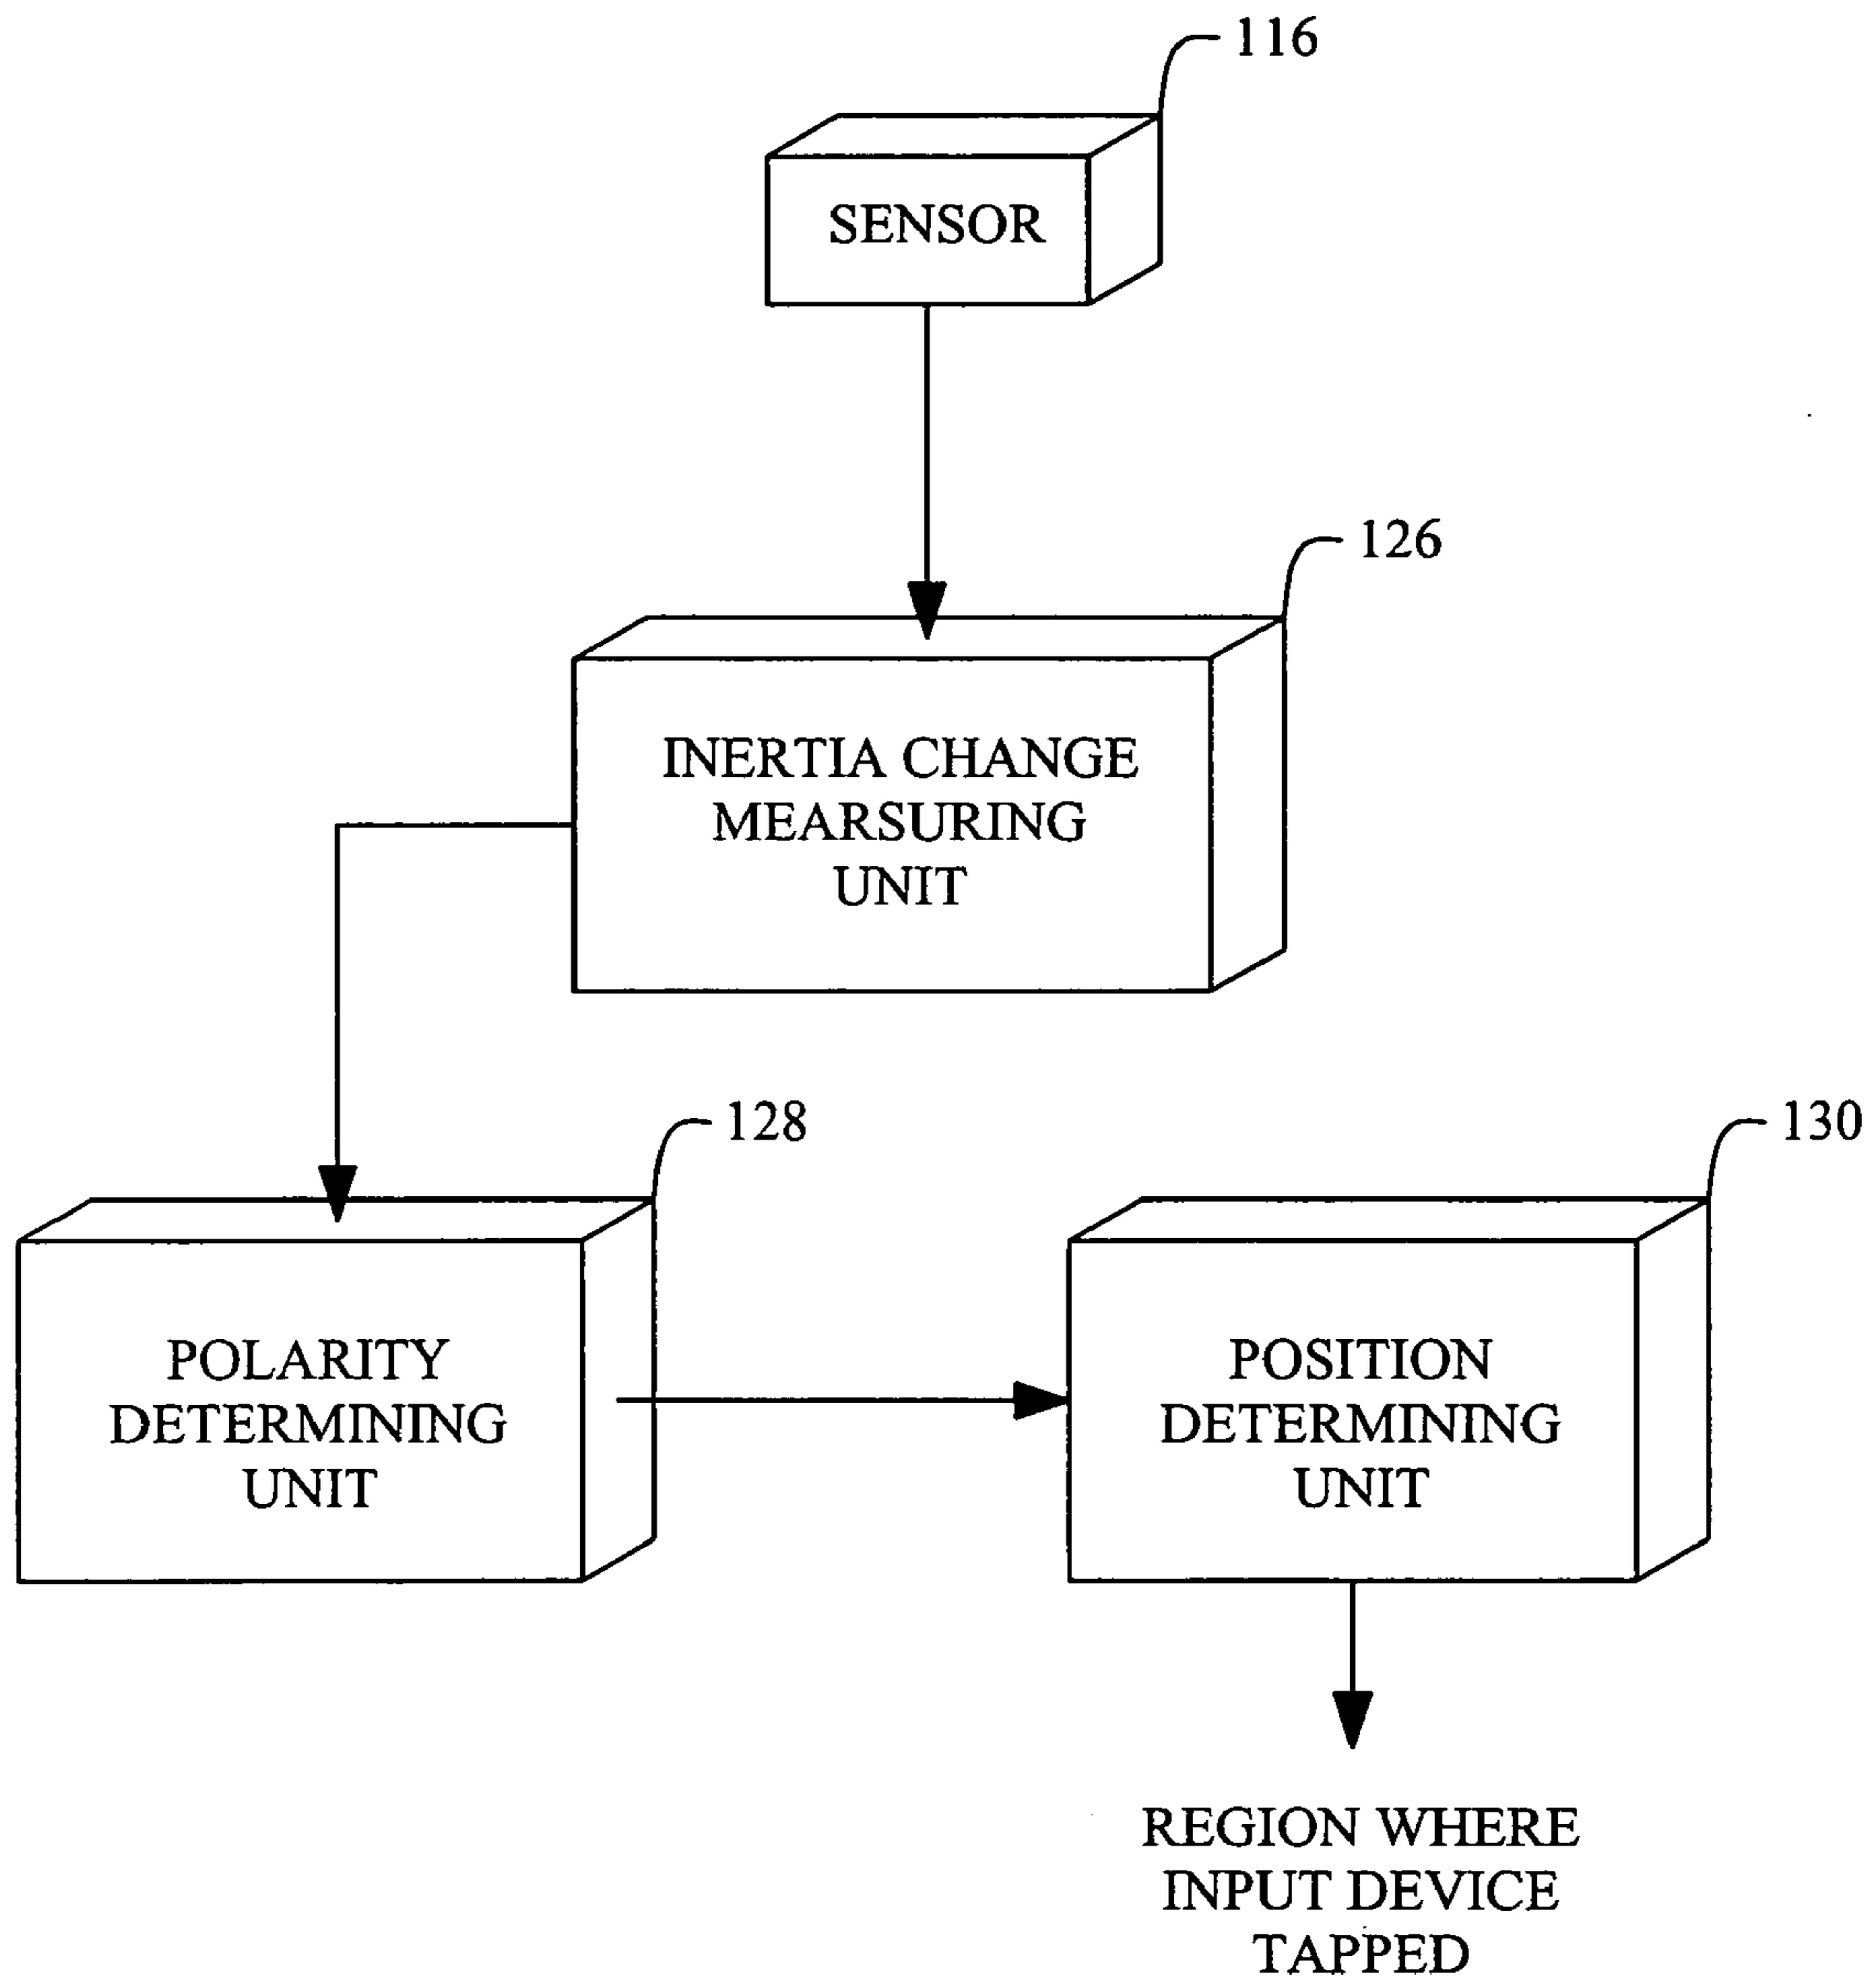 116
SENSOR
126
INERTIA CHANGE
MEARSURING
UNIT
128
130
POLARITY
DETERMINING
UNIT
POSITION
DETERMINING
UNIT
REGION WHERE
INPUT DEVICE
TAPPED